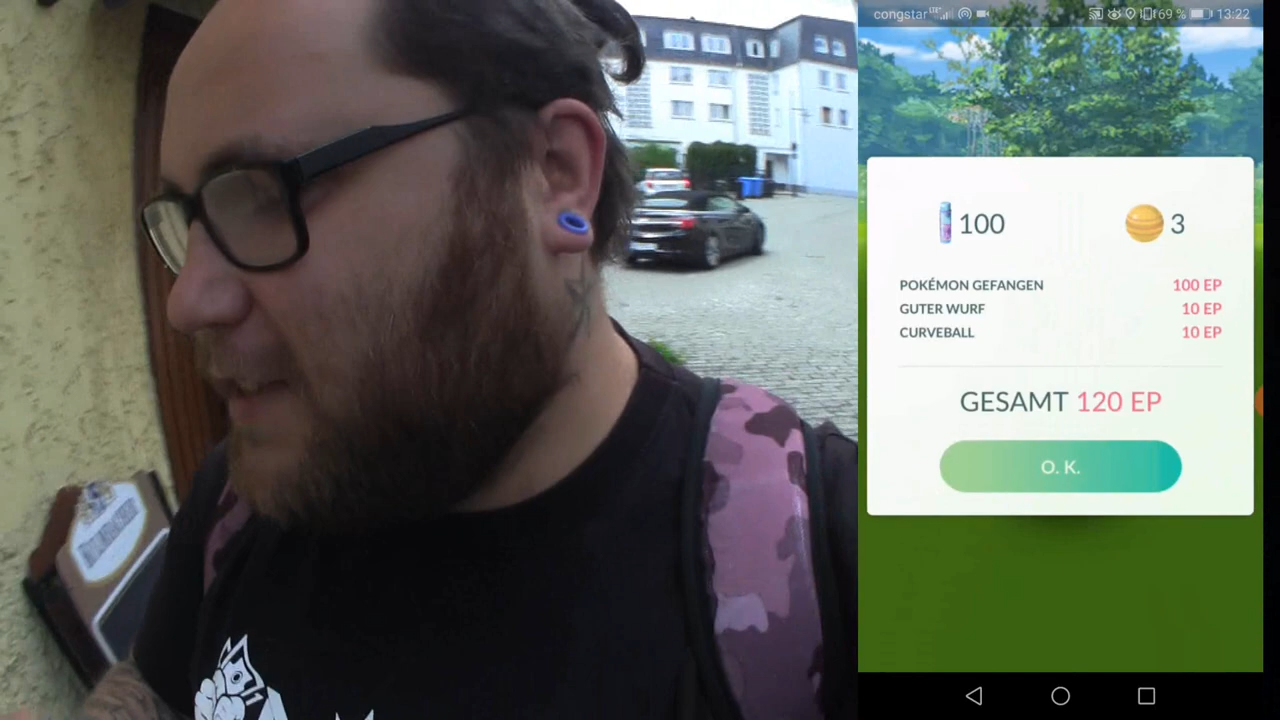 congstar 69 % 13:22
100 3
POKÉMON GEFANGEN 100 EP
GUTER WURF 10 EP
CURVEBALL 10 EP
GESAMT 120 EP
O. K.